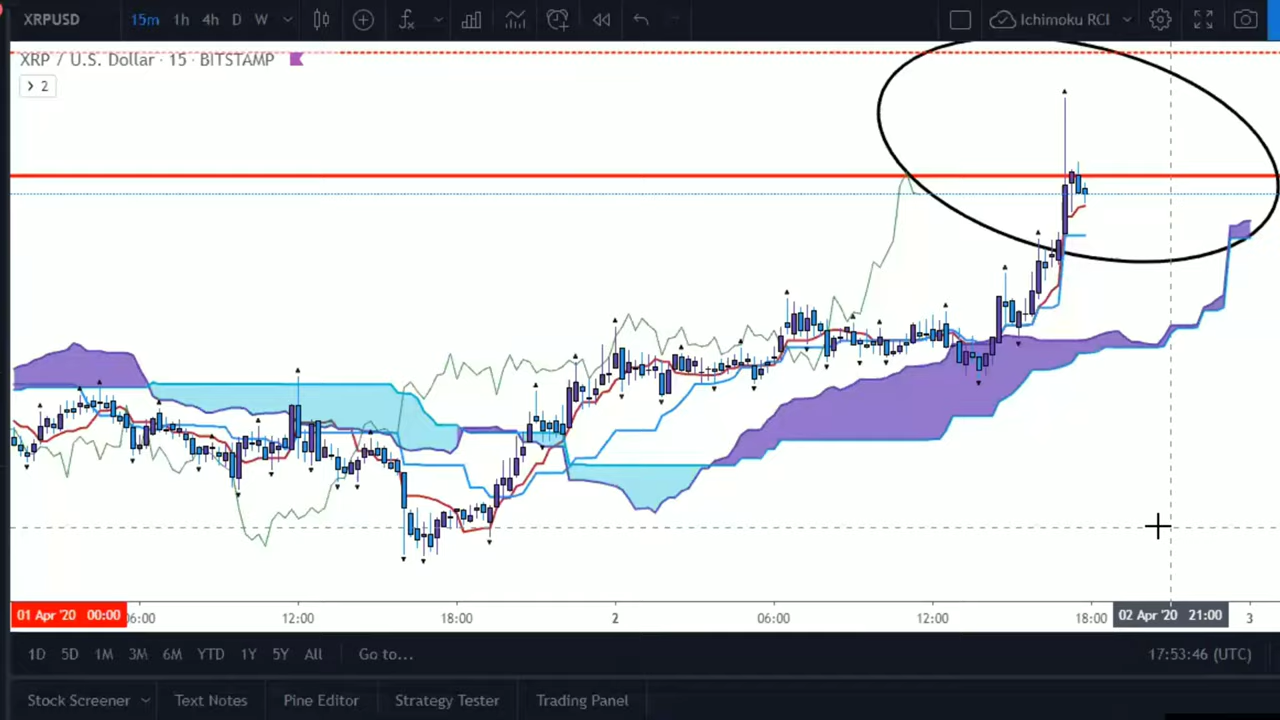 XRPUSD 15m 1h 4h D W Ichimoku RCI
XRP / U.S. Dollar · 15 · BITSTAMP
2
01 Apr '20 00:00 06:00 12:00 18:00 2 06:00 12:00 18:00 02 Apr '20 21:00 3
1D 5D 1M 3M 6M YTD 1Y 5Y All Go to... 17:53:46 (UTC)
Stock Screener Text Notes Pine Editor Strategy Tester Trading Panel